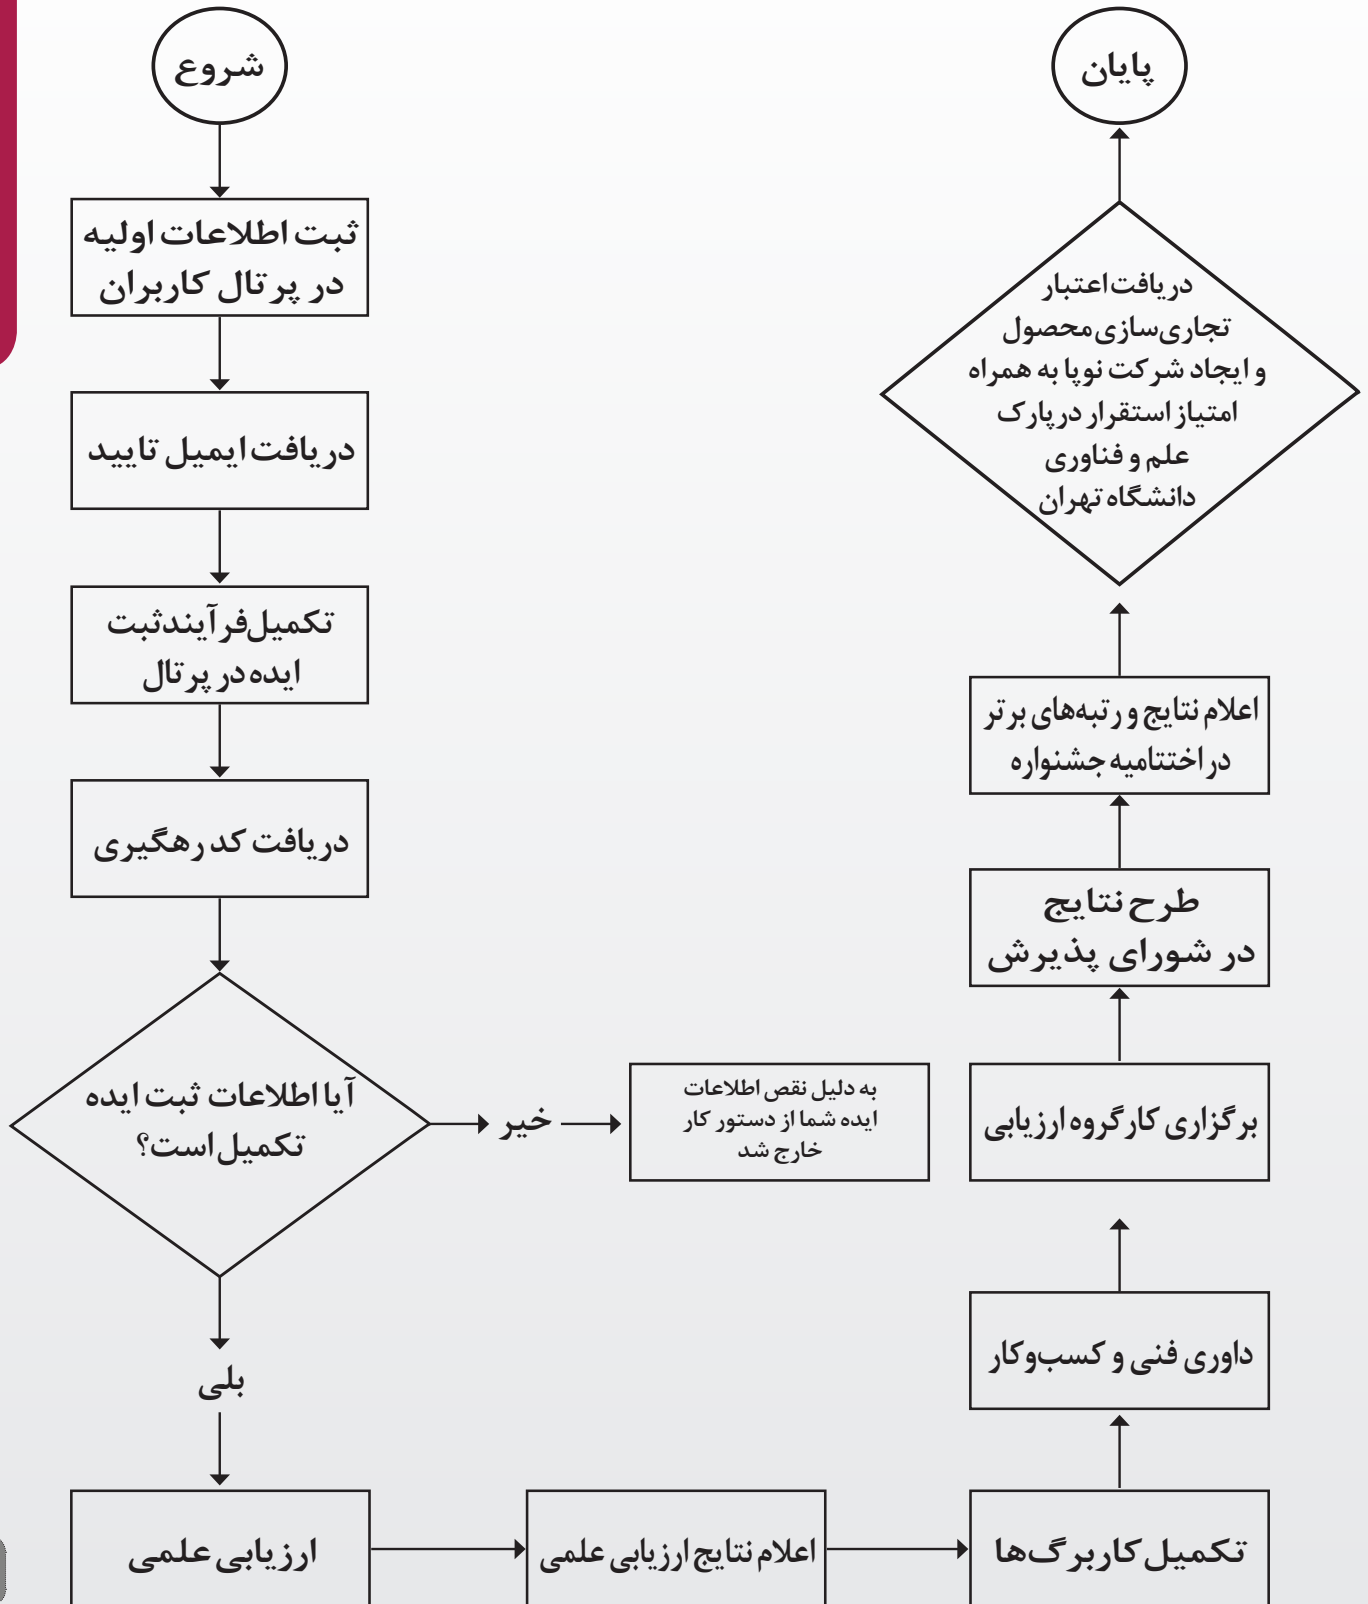 شروع
ثبت اطلاعات اولیه
در پرتال کاربران
دریافت ایمیل تایید
تکمیل فرآیند ثبت
ایده در پرتال
دریافت کد رهگیری
آیا اطلاعات ثبت ایده
تکمیل است؟
خیر
به دلیل نقص اطلاعات
ایده شما از دستور کار
خارج شد
بلی
ارزیابی علمی
اعلام نتایج ارزیابی علمی
تکمیل کاربرگ‌ها
داوری فنی و کسب‌وکار
برگزاری کارگروه ارزیابی
طرح نتایج
در شورای پذیرش
اعلام نتایج و رتبه‌های برتر
در اختتامیه جشنواره
دریافت اعتبار
تجاری‌سازی محصول
و ایجاد شرکت نوپا به همراه
امتیاز استقرار در پارک
علم و فناوری
دانشگاه تهران
پایان